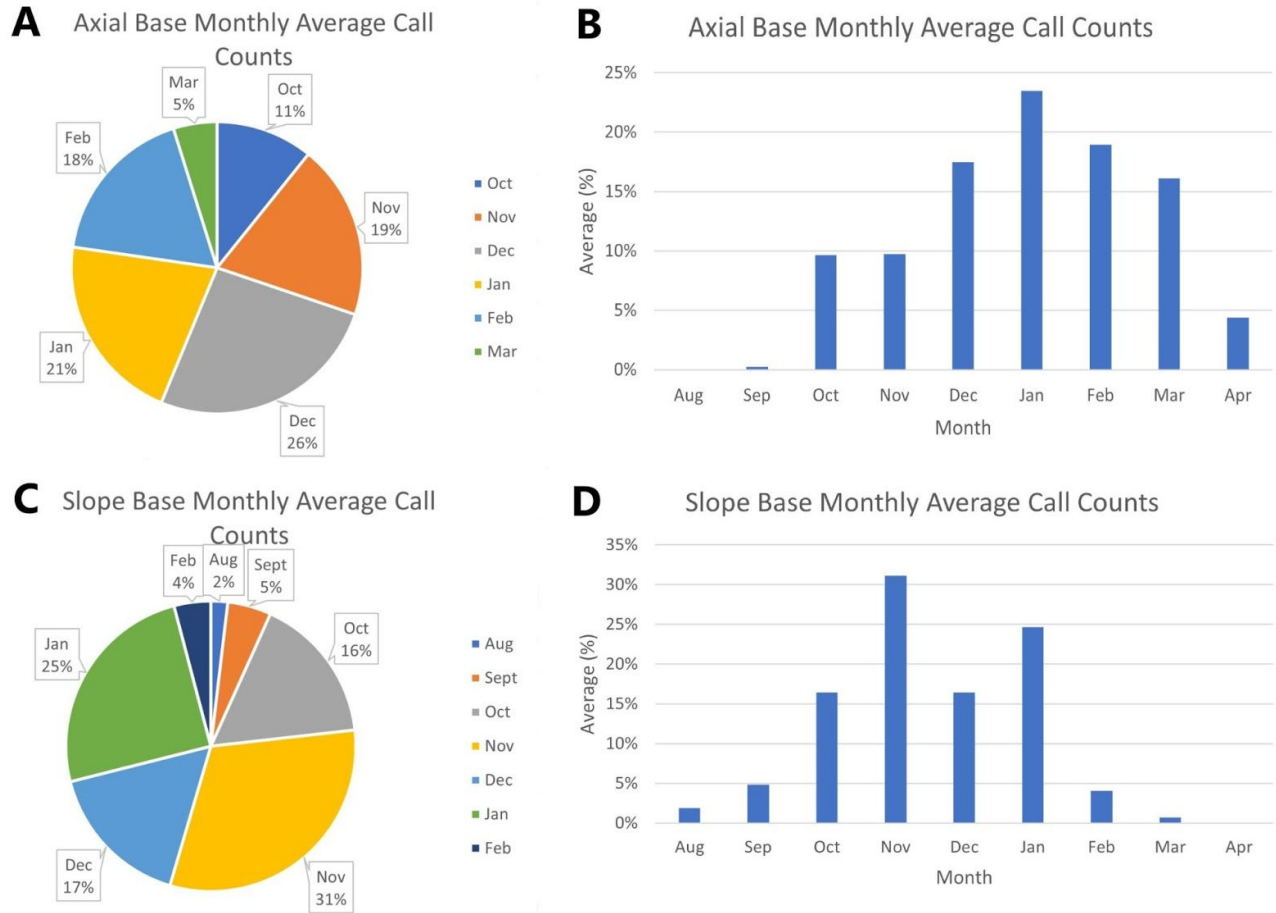 A
Axial Base Monthly Average Call
Counts
Mar
5%
Oct
11%
Feb
18%
Nov
19%
Jan
21%
Dec
26%
Oct
Nov
Dec
Jan
Feb
Mar
B
Axial Base Monthly Average Call Counts
25%
20%
15%
10%
5%
0%
Average (%)
Aug Sep Oct Nov Dec Jan Feb Mar Apr
Month
C
Slope Base Monthly Average Call
Counts
Feb
4%
Aug
2%
Sept
5%
Oct
16%
Jan
25%
Dec
17%
Nov
31%
Aug
Sept
Oct
Nov
Dec
Jan
Feb
D
Slope Base Monthly Average Call Counts
35%
30%
25%
20%
15%
10%
5%
0%
Average (%)
Aug Sep Oct Nov Dec Jan Feb Mar Apr
Month